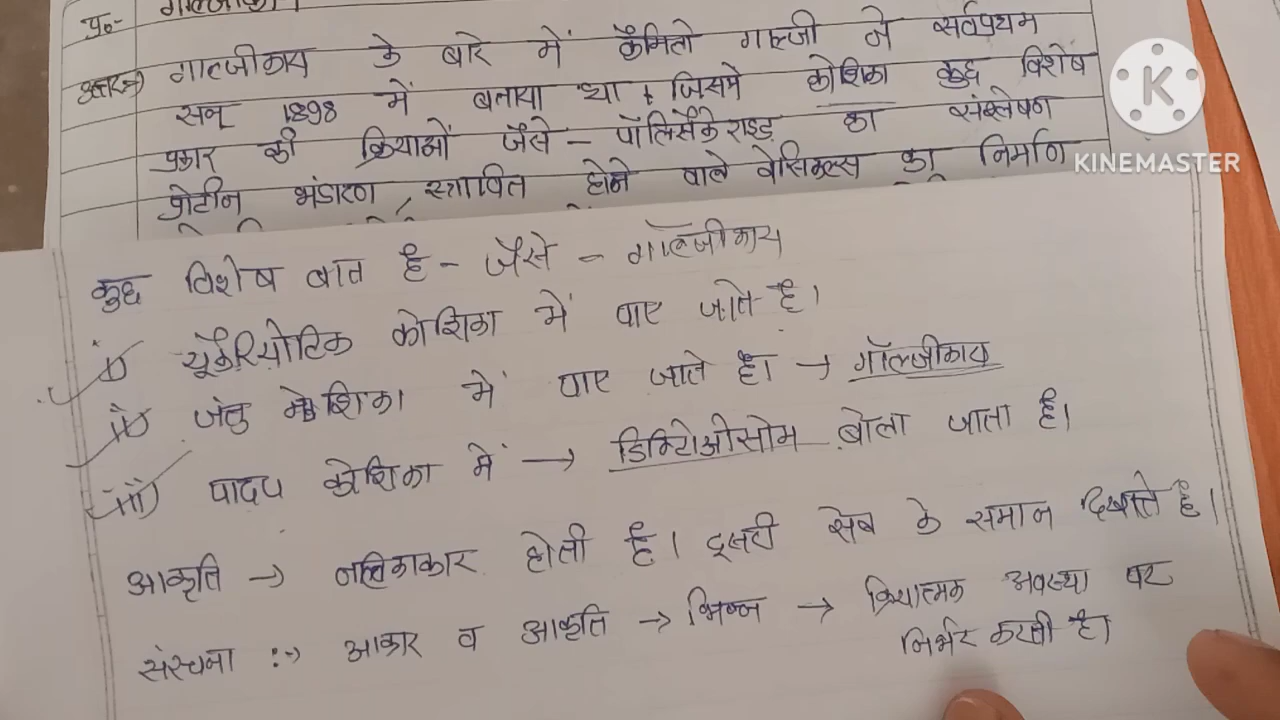 प्र०- गाल्जीकाय
उत्तर⇒ गाल्जीकाय के बारे में कैमिलो गाल्जी ने सर्वप्रथम
सन् 1898 में बताया था। जिसमे कोशिका कुछ विशेष
प्रकार की क्रियाओं जैसे - पॉलिसैकेराइड का संश्लेषण
प्रोटीन भंडारण, स्त्रावित होने वाले वेसिकल्स का निर्माण
KINEMASTER
कुछ विशेष बात है - जैसे - गॉल्जीकाय
i) यूकैरियोटिक कोशिका में पाए जाते है।
ii) जंतु कोशिका में पाए जाते है। → गॉल्जीकाय
iii) पादप कोशिका में → डिक्टिओसोम बोला जाता है।
आकृति → नलिकाकार होती है। दूसरी सेब के समान दिखाते है।
संरचना :→ आकार व आकृति → भिन्न → क्रियात्मक अवस्था पर
निर्भर करती है।